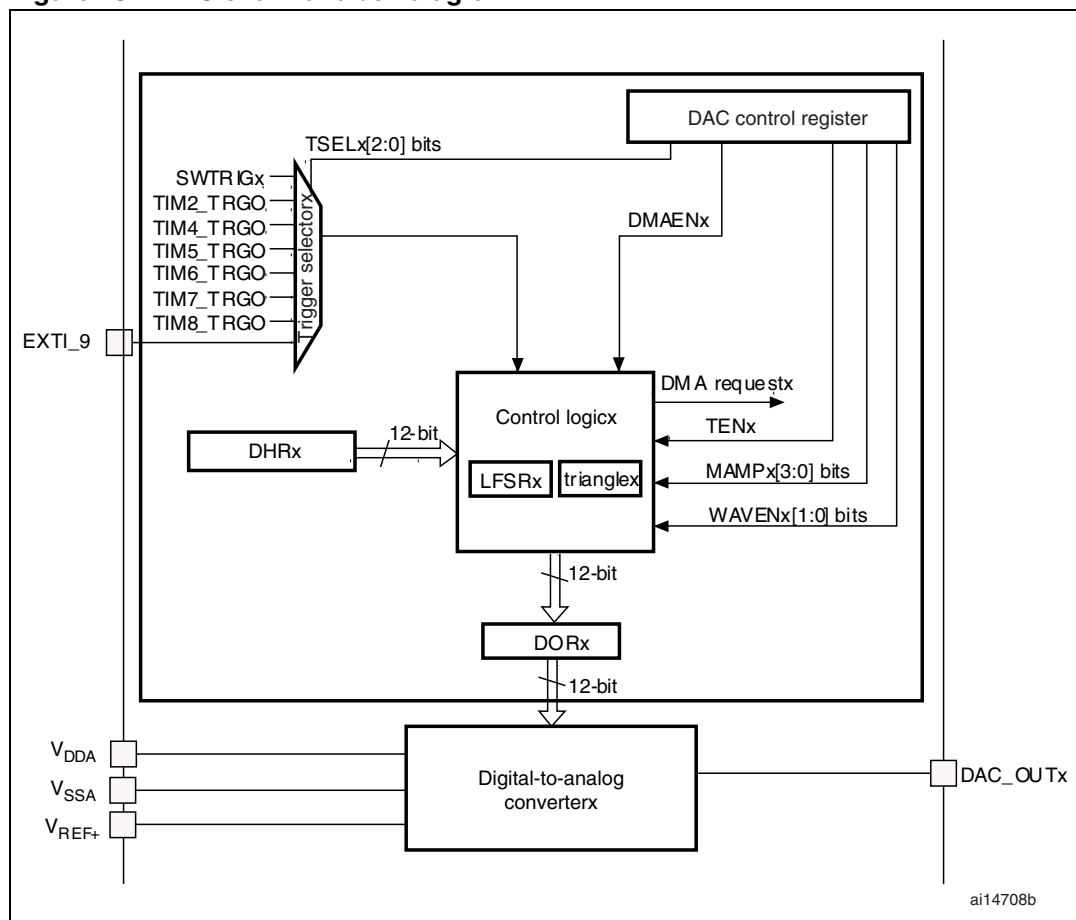 DAC control register
TSELx[2:0] bits
SWTRIGx
TIM2_TRGO
TIM4_TRGO
TIM5_TRGO
TIM6_TRGO
TIM7_TRGO
TIM8_TRGO
Trigger selectorx
DMAENx
EXTI_9
DMA requestx
Control logicx
TENx
DHRx
12-bit
LFSRx
trianglex
MAMPx[3:0] bits
WAVENx[1:0] bits
12-bit
DORx
12-bit
VDDA
VSSA
VREF+
Digital-to-analog
converterx
DAC_OUTx
ai14708b